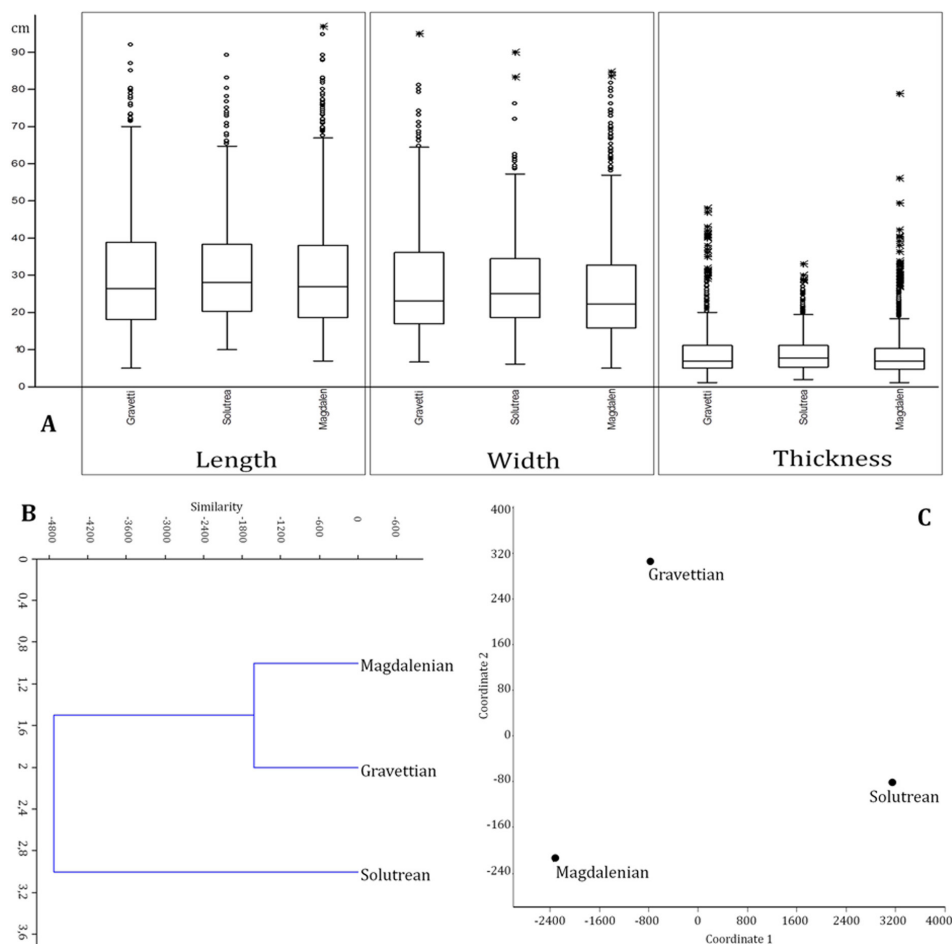 cm
90
80
70
60
50
40
30
20
10
0
Gravetti
Solutrea
Magdalen
Gravetti
Solutrea
Magdalen
Gravetti
Solutrea
Magdalen
A
Length
Width
Thickness
B
Similarity
-4800
-4200
-3600
-3000
-2400
-1800
-1200
-600
0
-600
0
0,4
0,8
1,2
1,6
2
2,4
2,8
3,2
3,6
Magdalenian
Gravettian
Solutrean
C
400
320
240
160
80
0
-80
-160
-240
Coordinate 2
Gravettian
Solutrean
Magdalenian
-2400
-1600
-800
0
800
1600
2400
3200
4000
Coordinate 1